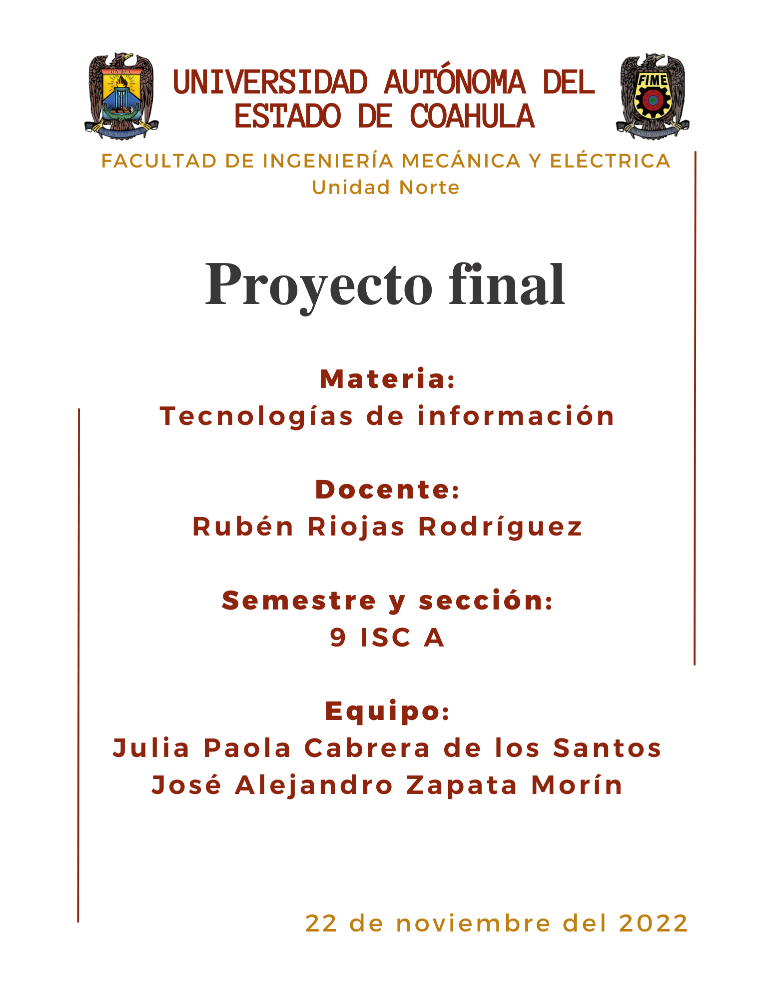 UNIVERSIDAD AUTÓNOMA DEL
ESTADO DE COAHULA
UA de C
FIME
FACULTAD DE INGENIERÍA MECÁNICA Y ELÉCTRICA
Unidad Norte
Proyecto final
Materia:
Tecnologías de información
Docente:
Rubén Riojas Rodríguez
Semestre y sección:
9 ISC A
Equipo:
Julia Paola Cabrera de los Santos
José Alejandro Zapata Morín
22 de noviembre del 2022